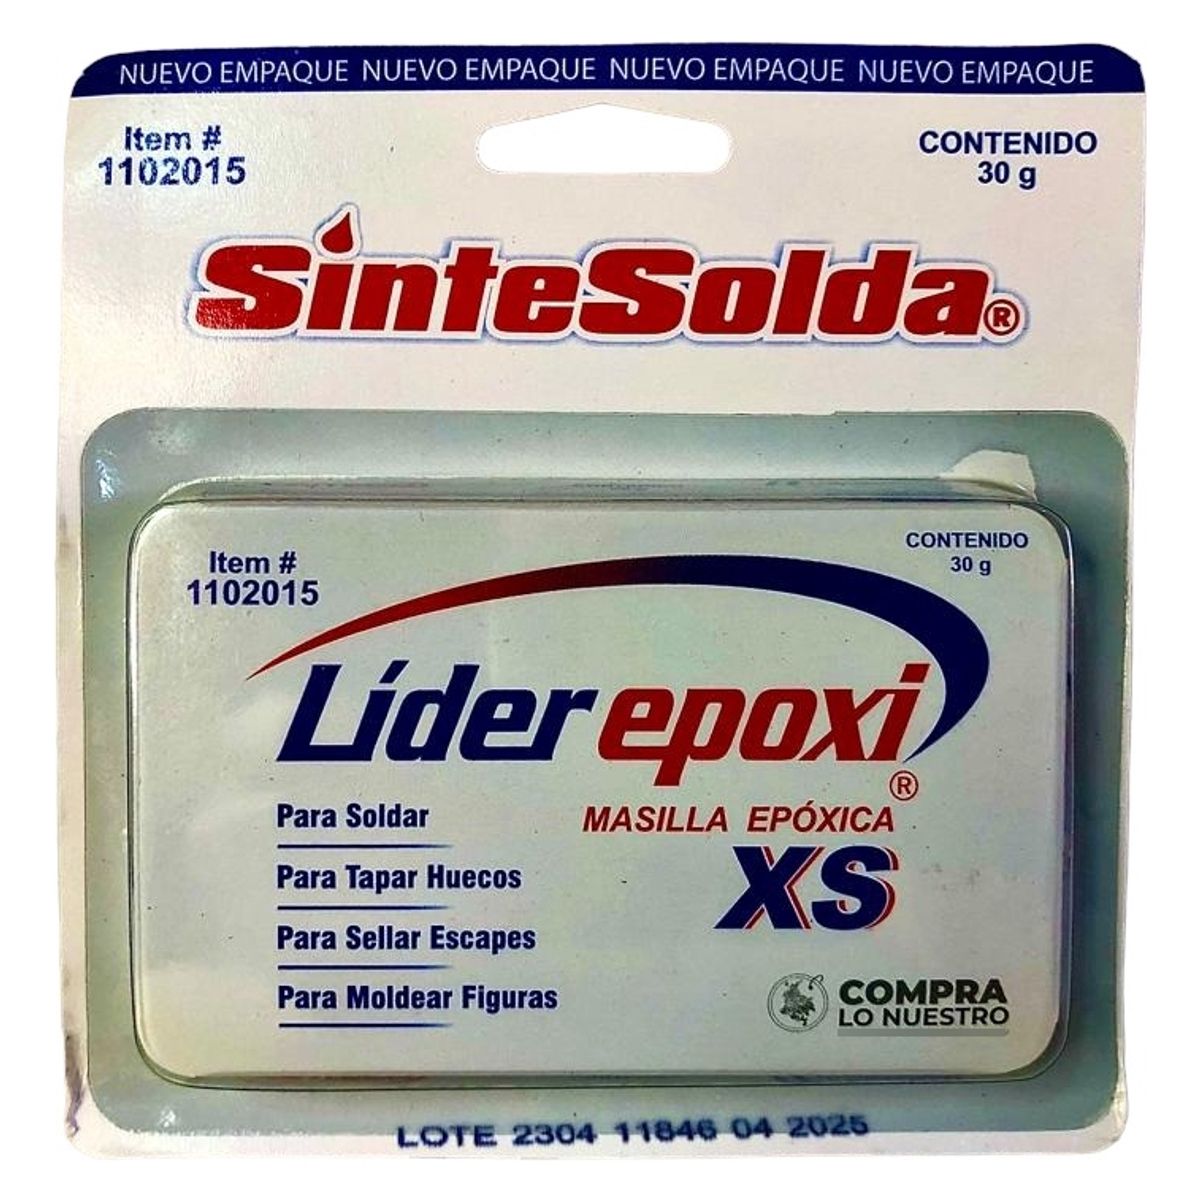 NUEVO EMPAQUE NUEVO EMPAQUE NUEVO EMPAQUE NUEVO EMPAQUE
Item #
1102015
CONTENIDO
30 g
SinteSolda®
Item #
1102015
CONTENIDO
30 g
Líder epoxi®
MASILLA EPÓXICA
XS
Para Soldar
Para Tapar Huecos
Para Sellar Escapes
Para Moldear Figuras
COMPRA
LO NUESTRO
LOTE 2304 11846 04 2025